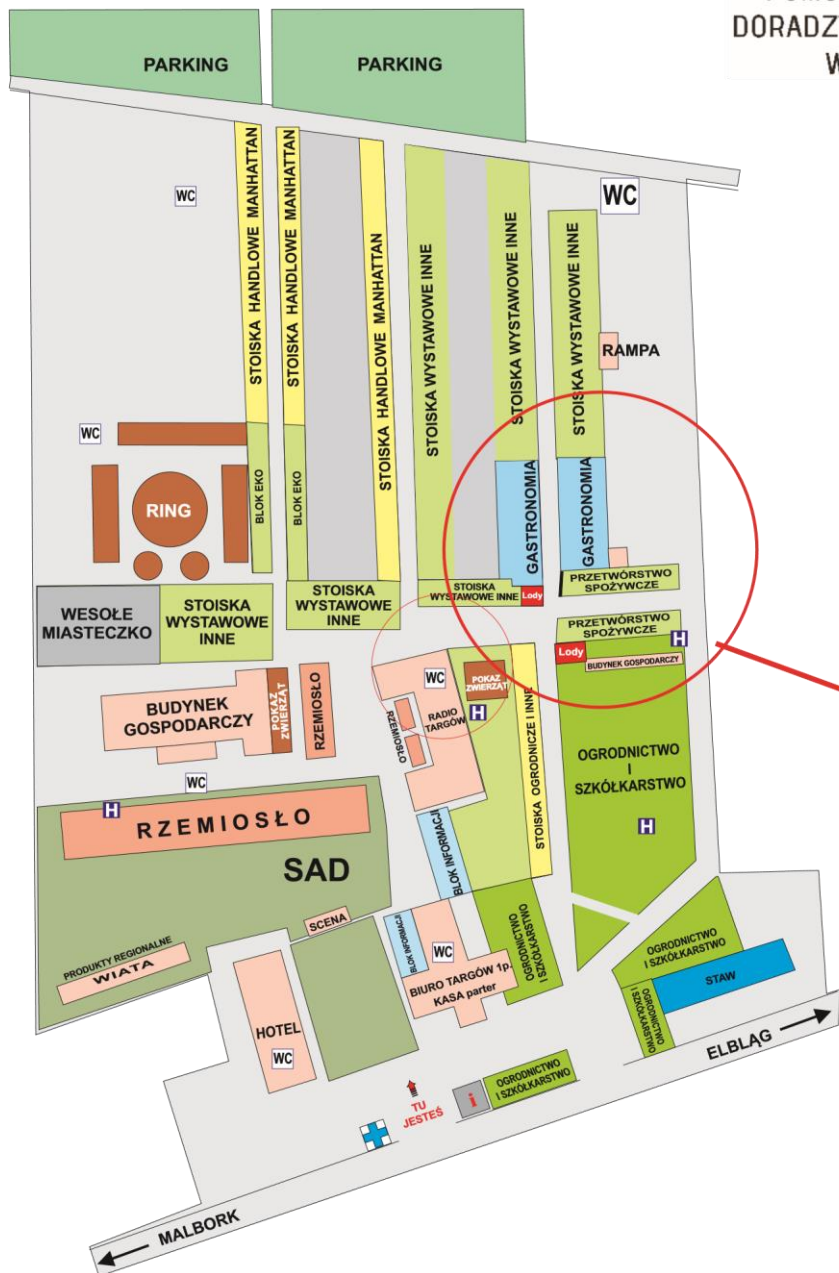 DORADZ
W
PARKING
PARKING
WC
WC
STOISKA HANDLOWE MANHATTAN
STOISKA HANDLOWE MANHATTAN
STOISKA HANDLOWE MANHATTAN
STOISKA WYSTAWOWE INNE
STOISKA WYSTAWOWE INNE
STOISKA WYSTAWOWE INNE
RAMPA
WC
RING
BLOK EKO
BLOK EKO
GASTRONOMIA
GASTRONOMIA
PRZETWÓRSTWO
SPOŻYWCZE
WESOŁE
MIASTECZKO
STOISKA
WYSTAWOWE
INNE
STOISKA
WYSTAWOWE
INNE
STOISKA
WYSTAWOWE INNE
Lody
PRZETWÓRSTWO
SPOŻYWCZE
H
Lody
BUDYNEK GOSPODARCZY
BUDYNEK
GOSPODARCZY
POKAZ
ZWIERZĄT
RZEMIOSŁO
WC
RZEMIOSŁO
RADIO
TARGÓW
POKAZ
ZWIERZĄT
H
STOISKA OGRODNICZE I INNE
OGRODNICTWO
I
SZKÓŁKARSTWO
H
WC
H
RZEMIOSŁO
SAD
BLOK INFORMACJI
SCENA
PRODUKTY REGIONALNE
WIATA
BLOK INFORMACJI
WC
BIURO TARGÓW 1p.
KASA parter
OGRODNICTWO
I SZKÓŁKARSTWO
OGRODNICTWO
I SZKÓŁKARSTWO
STAW
OGRODNICTWO
I SZKÓŁKARSTWO
HOTEL
WC
ELBLĄG
OGRODNICTWO
I SZKÓŁKARSTWO
i
TU
JESTEŚ
MALBORK